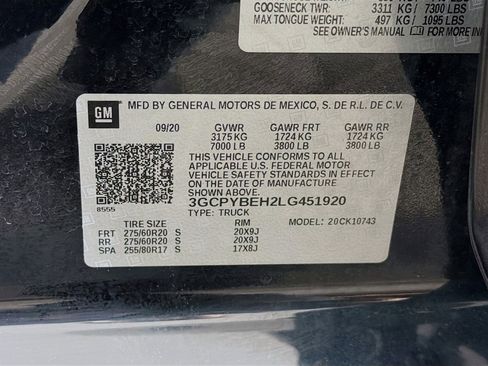 GOOSENECK TWR: 3311 KG / 7300 LBS
MAX TONGUE WEIGHT: 497 KG / 1095 LBS
SEE OWNER'S MANUAL
GM
MFD BY GENERAL MOTORS DE MEXICO, S. DE R.L. DE C.V.
09/20 GVWR GAWR FRT GAWR RR
3175 KG 1724 KG 1724 KG
7000 LB 3800 LB 3800 LB
THIS VEHICLE CONFORMS TO ALL
APPLICABLE U.S. FEDERAL MOTOR
VEHICLE SAFETY STANDARDS IN
EFFECT ON THE DATE OF
MANUFACTURE SHOWN ABOVE.
8555
3GCPYBEH2LG451920
TYPE: TRUCK MODEL: 20CK10743
TIRE SIZE RIM
FRT 275/60R20 S 20X9J
RR 275/60R20 S 20X9J
SPA 255/80R17 S 17X8J